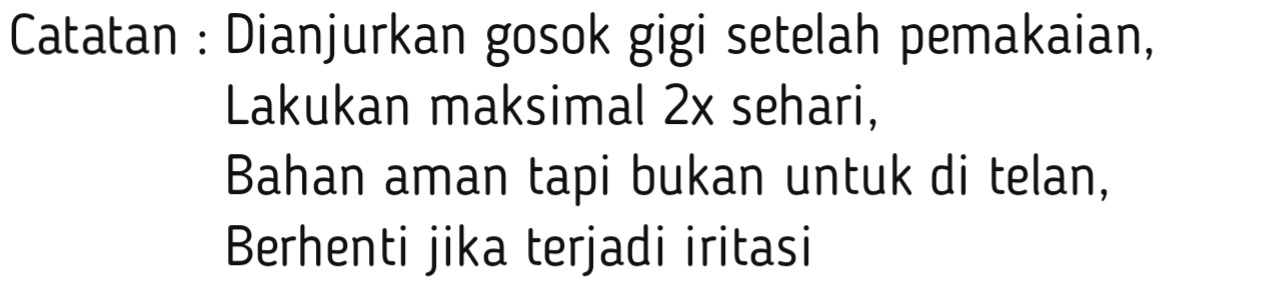 Catatan : Dianjurkan gosok gigi setelah pemakaian,
Lakukan maksimal 2x sehari,
Bahan aman tapi bukan untuk di telan,
Berhenti jika terjadi iritasi